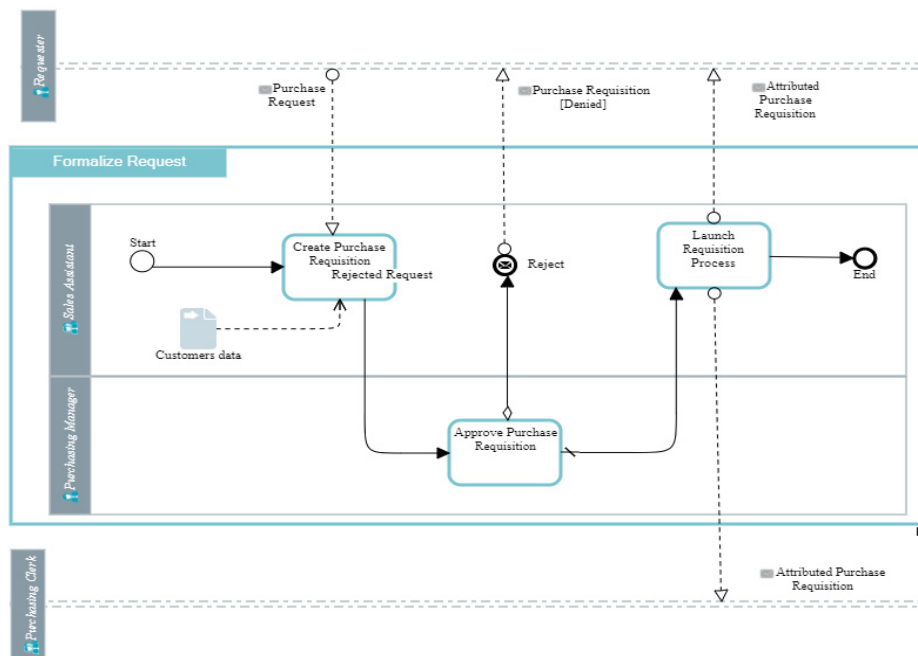 Requester
Purchase
Request
Purchase Requisition
[Denied]
Attributed
Purchase
Requisition
Formalize Request
Sales Assistant
Start
Create Purchase
Requisition
Rejected Request
Customers data
Reject
Launch
Requisition
Process
End
Purchasing Manager
Approve Purchase
Requisition
Purchasing Clerk
Attributed Purchase
Requisition